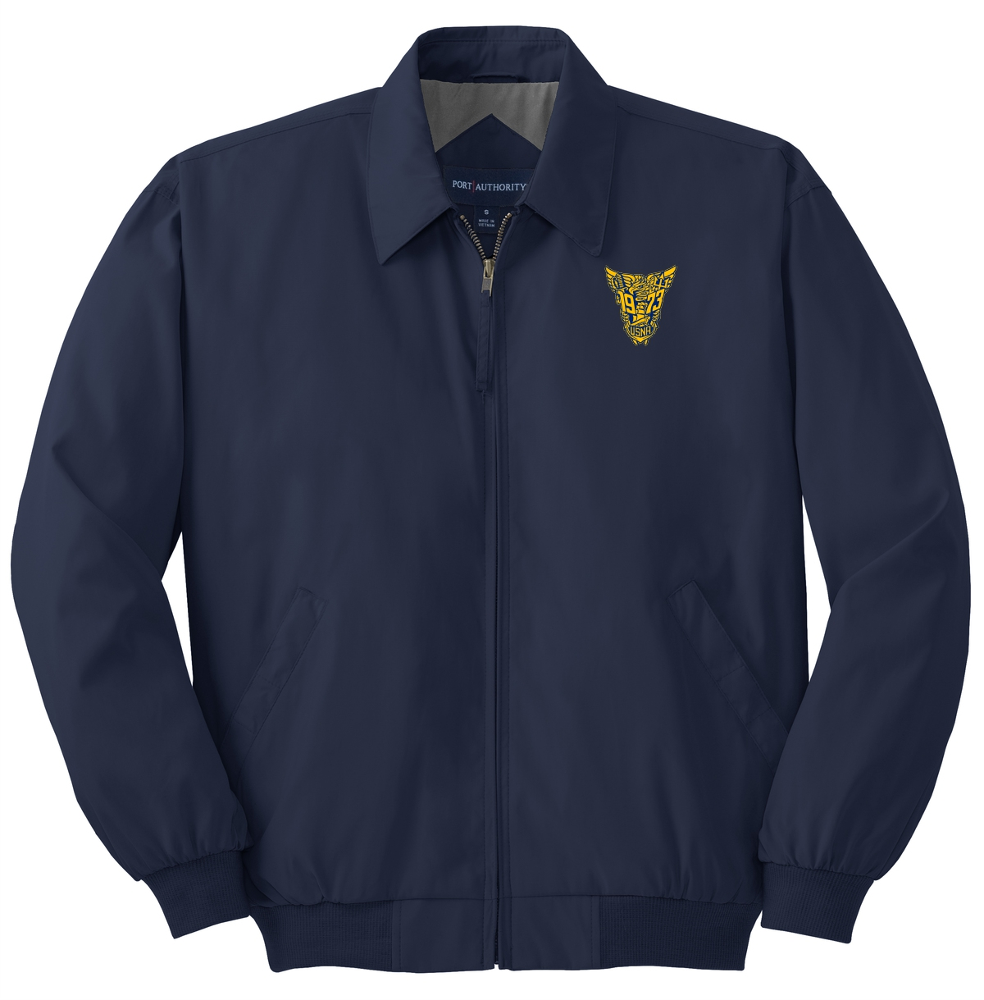 PORT AUTHORITY
S
MADE IN
VIETNAM
19 73
USNA